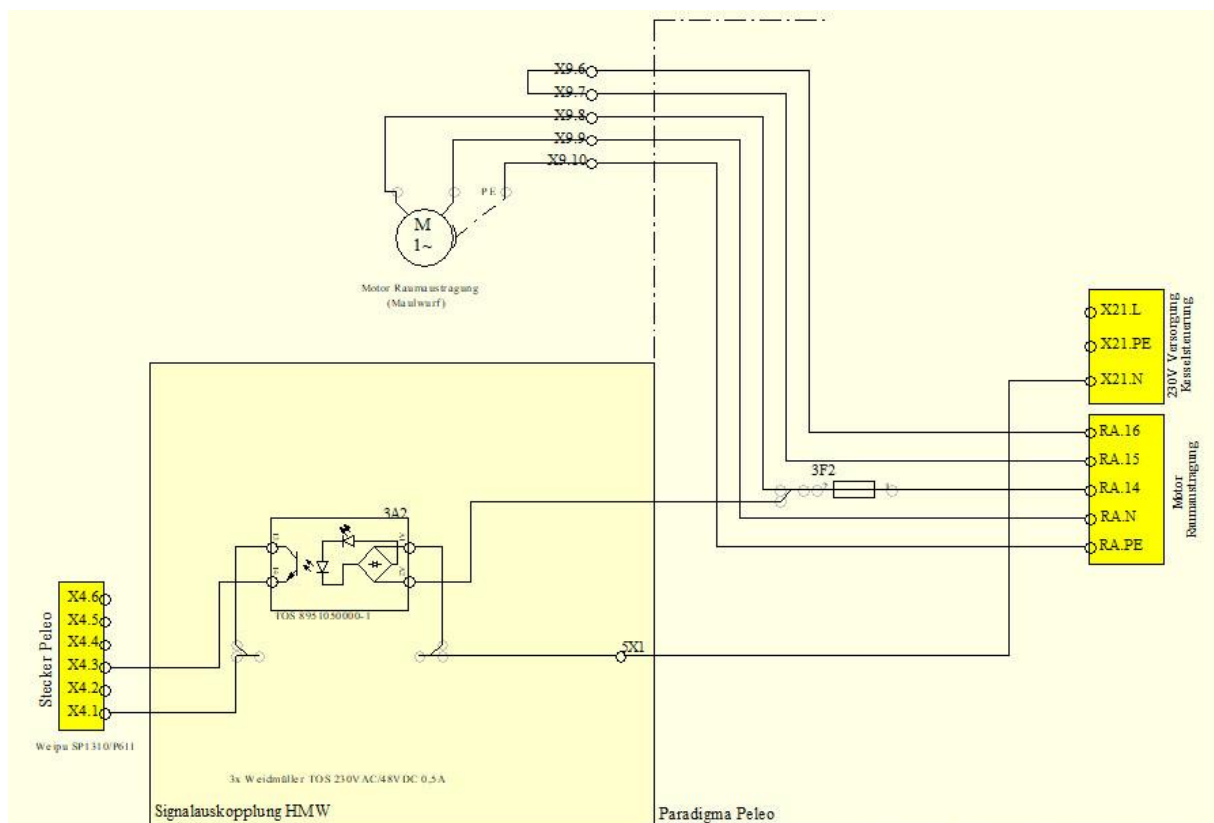 X9.6
X9.7
X9.8
X9.9
X9.10
PE
M
1~
Motor Raumaustragung
(Maulwurf)
X21.L
X21.PE
X21.N
230V Versorgung
Kesselsteuerung
RA.16
RA.15
RA.14
RA.N
RA.PE
Motor
Raumaustragung
3F2
3A2
A1
A2
TOS 8951050000-1
5X1
X4.6
X4.5
X4.4
X4.3
X4.2
X4.1
Stecker Peleo
Weipu SP1310/P611
3x Weidmüller TOS 230VAC/48VDC 0,5A
Signalauskopplung HMW
Paradigma Peleo